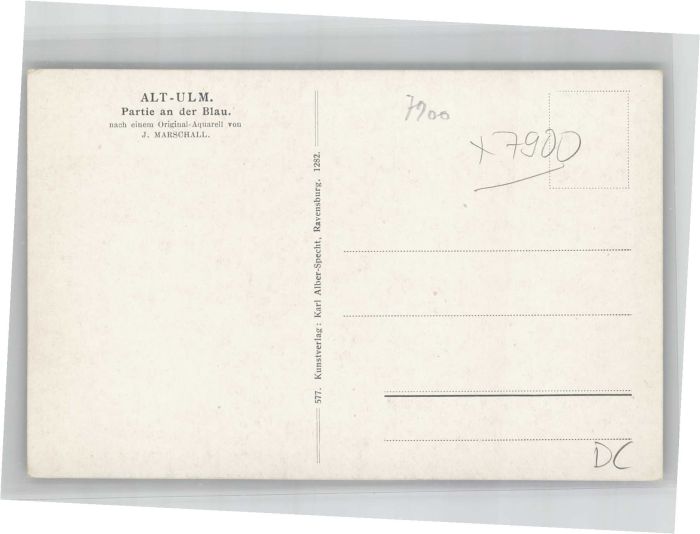 ALT-ULM.
Partie an der Blau.
nach einem Original-Aquarell von
J. MARSCHALL.
577. Kunstverlag: Karl Alber-Specht, Ravensburg. 1282.
7900
x 7900
DC